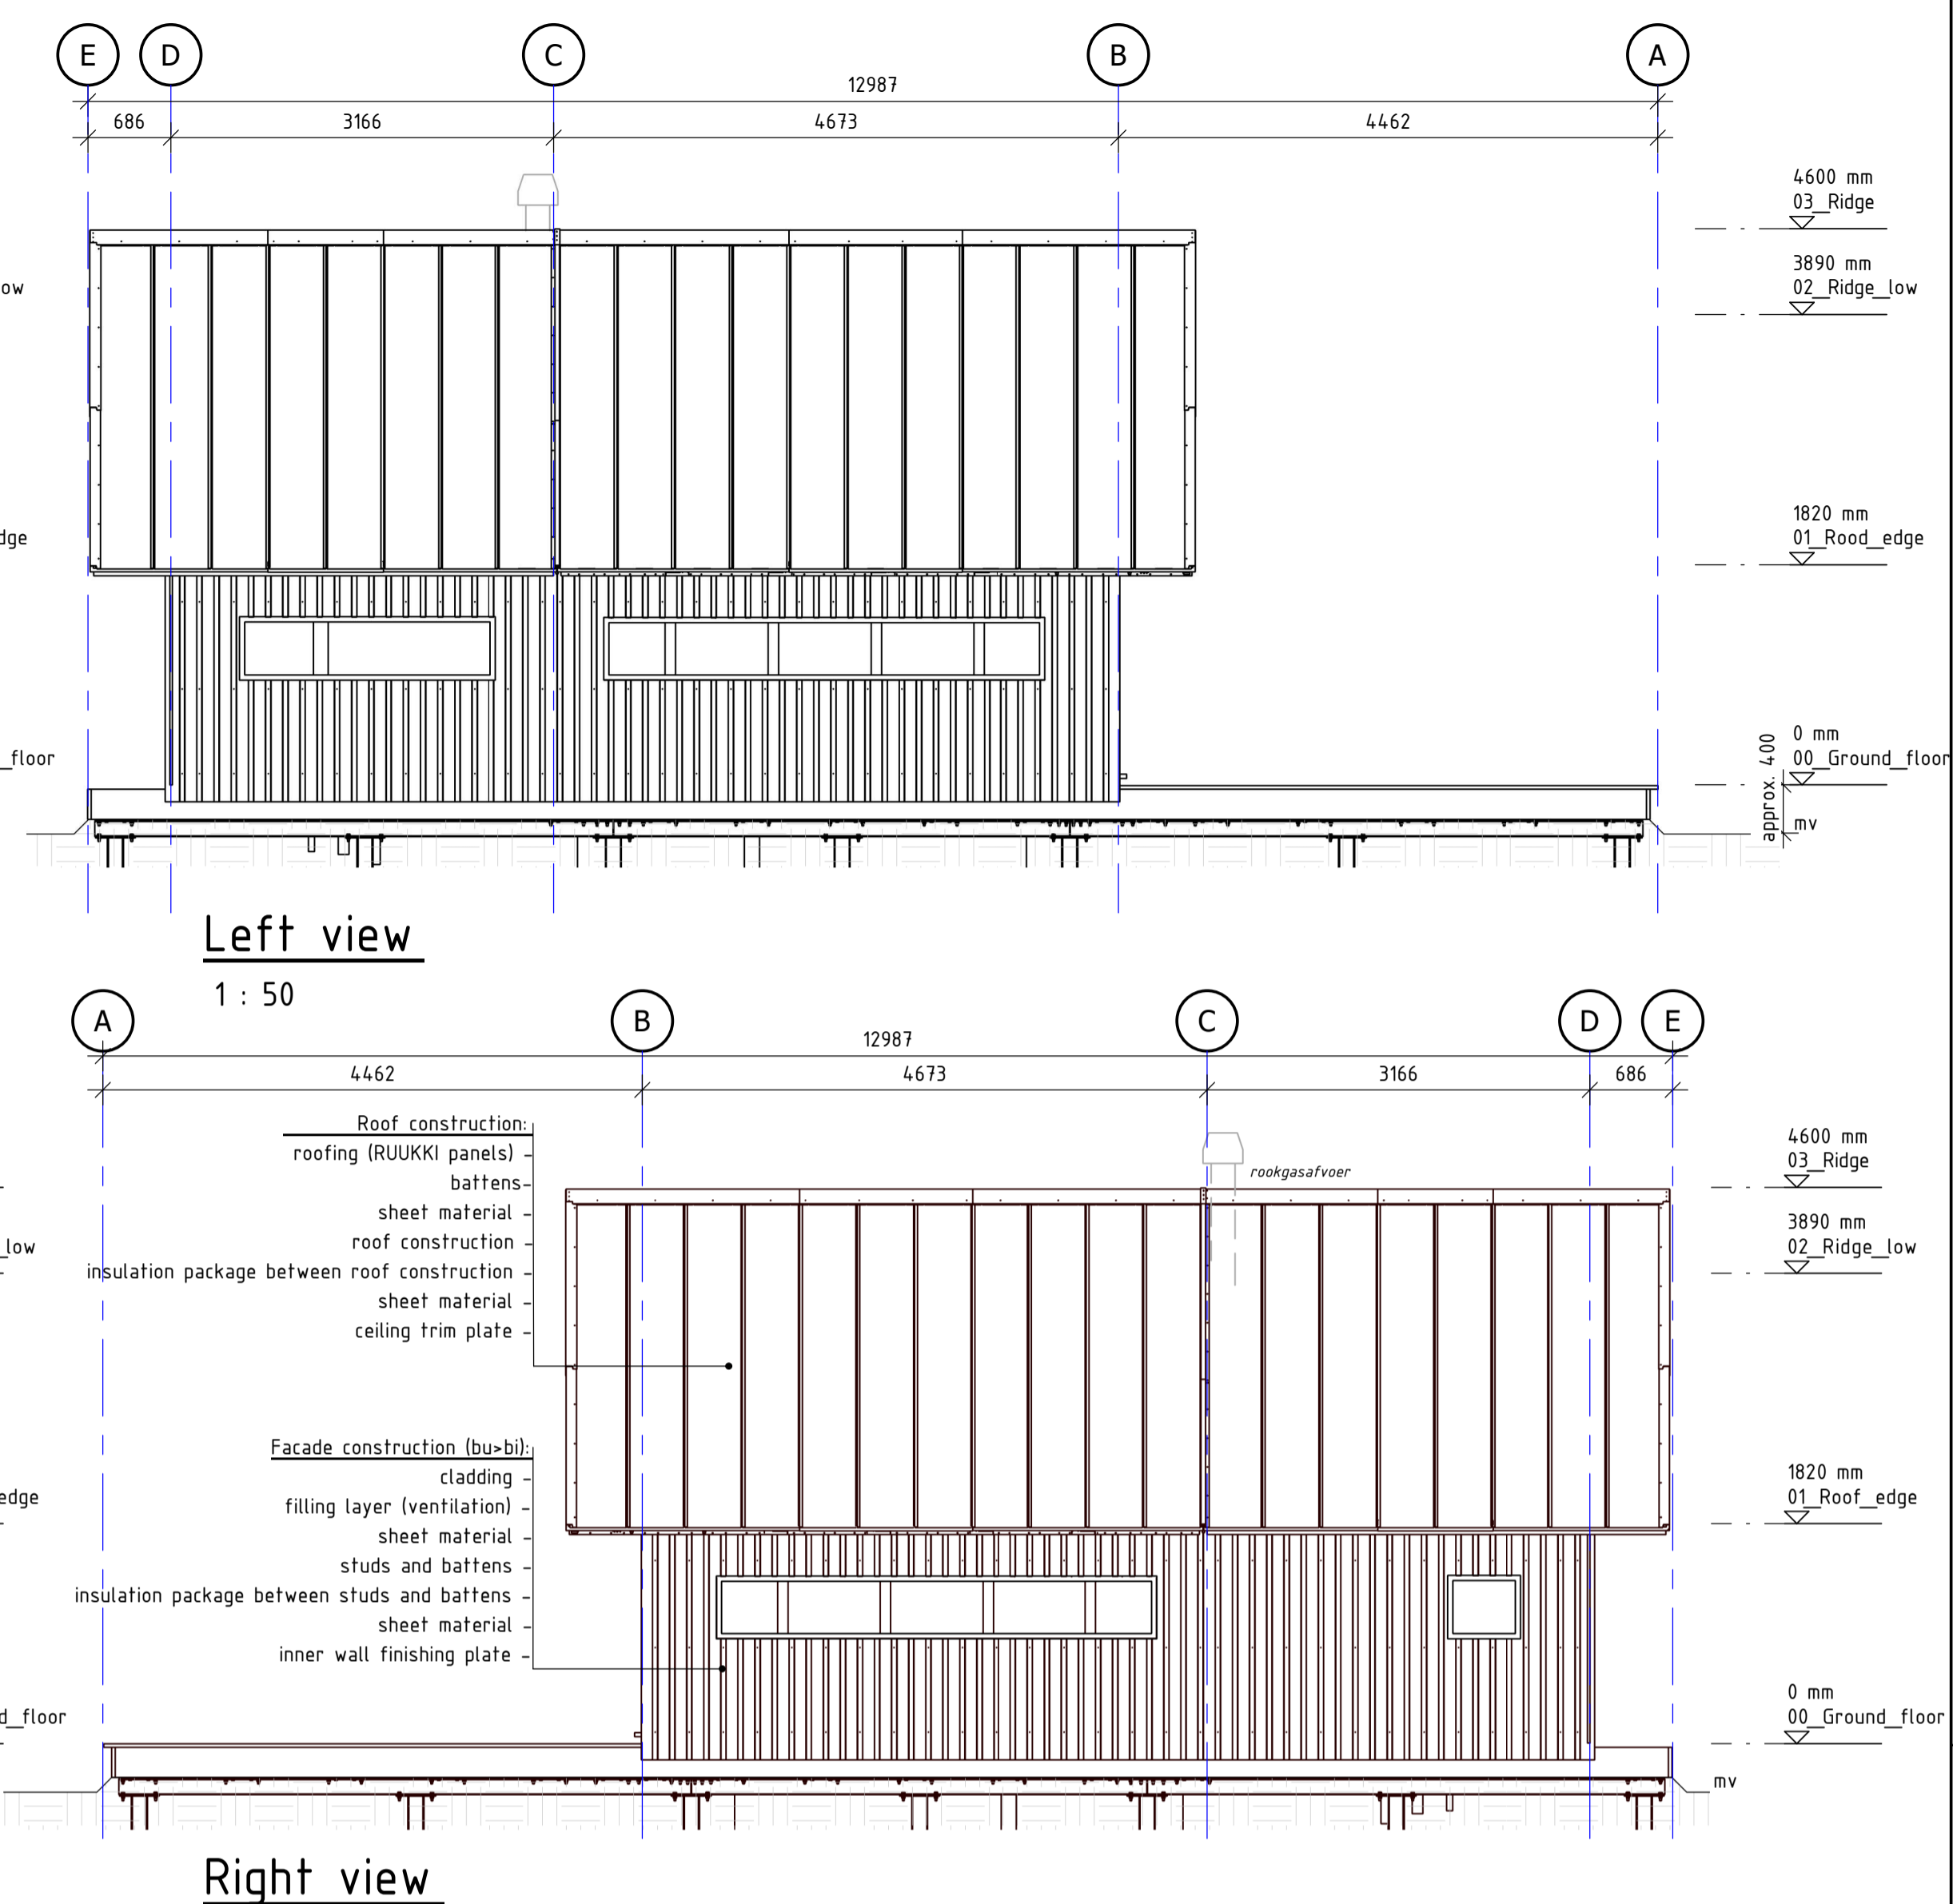 E D C B A
12987
686 3166 4673 4462
4600 mm
03_Ridge
3890 mm
02_Ridge_low
ow
1820 mm
01_Rood_edge
dge
0 mm
00_Ground_floor
_floor
approx. 400
mv
Left view
1 : 50
A B C D E
12987
4462 4673 3166 686
Roof construction:
roofing (RUUKKI panels) -
battens-
sheet material -
roof construction -
insulation package between roof construction -
sheet material -
ceiling trim plate -
rookgasafvoer
4600 mm
03_Ridge
3890 mm
02_Ridge_low
_low
Facade construction (bu>bi):
cladding -
filling layer (ventilation) -
sheet material -
studs and battens -
insulation package between studs and battens -
sheet material -
inner wall finishing plate -
1820 mm
01_Roof_edge
edge
0 mm
00_Ground_floor
d_floor
mv
Right view